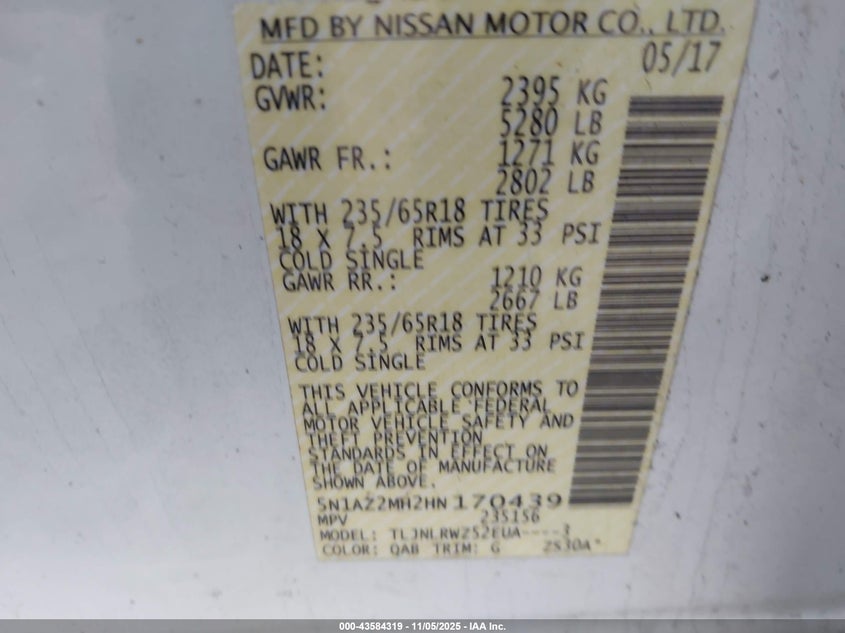 MFD BY NISSAN MOTOR CO., LTD.
DATE: 05/17
GVWR: 2395 KG
5280 LB
GAWR FR.: 1271 KG
2802 LB
WITH 235/65R18 TIRES
18 X 7.5 RIMS AT 33 PSI
COLD SINGLE
GAWR RR.: 1210 KG
2667 LB
WITH 235/65R18 TIRES
18 X 7.5 RIMS AT 33 PSI
COLD SINGLE
THIS VEHICLE CONFORMS TO
ALL APPLICABLE FEDERAL
MOTOR VEHICLE SAFETY AND
THEFT PREVENTION
STANDARDS IN EFFECT ON
THE DATE OF MANUFACTURE
SHOWN ABOVE.
5N1AZ2MH2HN170439
MPV 235156
MODEL: TLJNLRWZ52EUA----3
COLOR: QAB TRIM: G ZS30A*
000-43584319 - 11/05/2025 - IAA Inc.